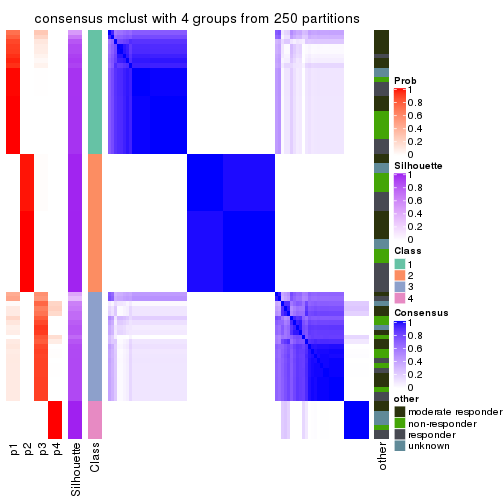 consensus mclust with 4 groups from 250 partitions
Prob
1
0.8
0.6
0.4
0.2
0
Silhouette
1
0.8
0.6
0.4
0.2
0
Class
1
2
3
4
Consensus
1
0.8
0.6
0.4
0.2
0
other
moderate responder
non-responder
responder
unknown
p1
p2
p3
p4
Silhouette
Class
other